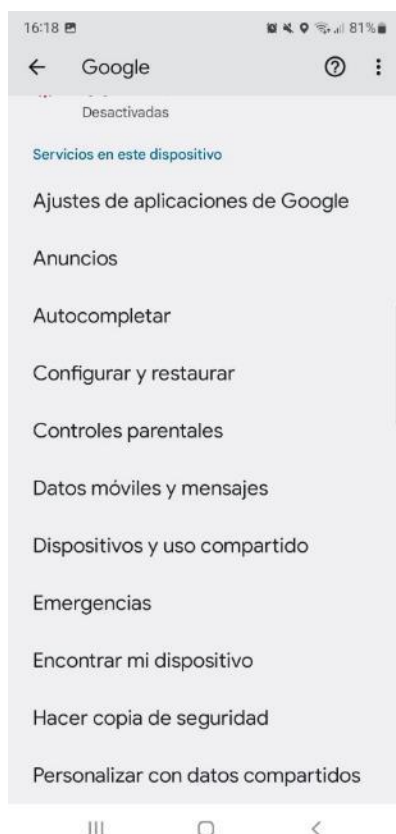 16:18 81%
Google
Desactivadas
Servicios en este dispositivo
Ajustes de aplicaciones de Google
Anuncios
Autocompletar
Configurar y restaurar
Controles parentales
Datos móviles y mensajes
Dispositivos y uso compartido
Emergencias
Encontrar mi dispositivo
Hacer copia de seguridad
Personalizar con datos compartidos